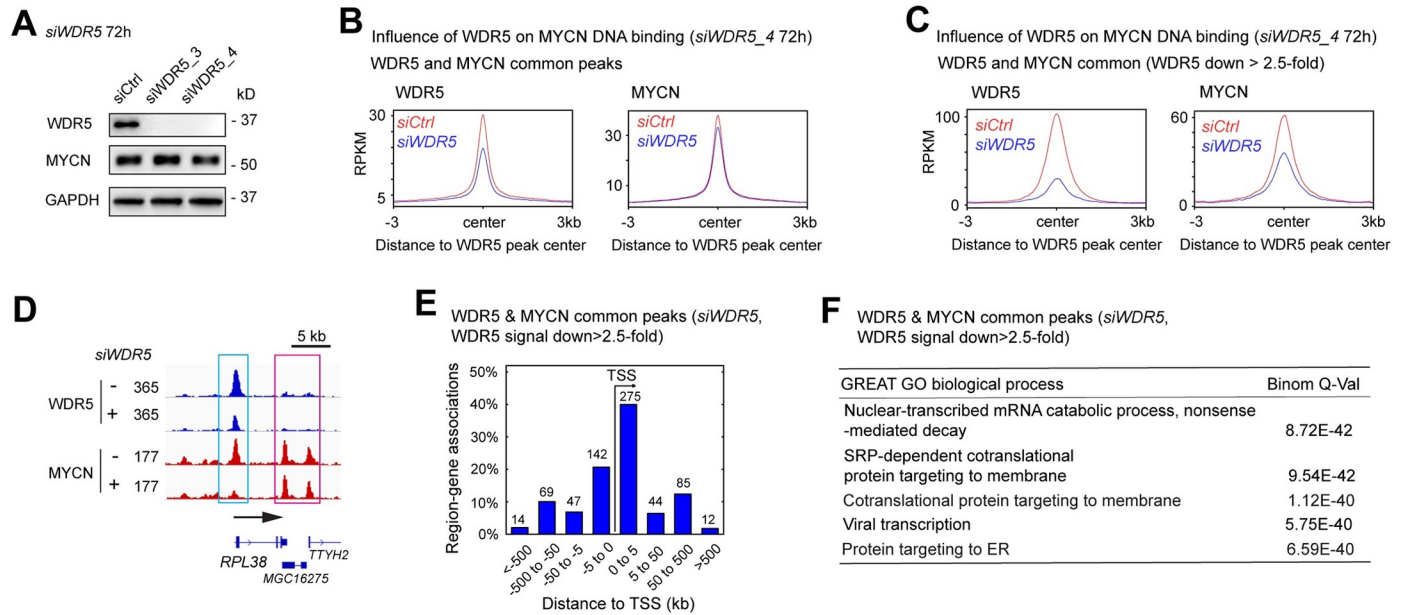 A
siWDR5 72h
siCtrl
siWDR5_3
siWDR5_4
kD
WDR5
- 37
MYCN
- 50
GAPDH
- 37
B
Influence of WDR5 on MYCN DNA binding (siWDR5_4 72h)
WDR5 and MYCN common peaks
WDR5
MYCN
RPKM
30
5
siCtrl
siWDR5
-3
center
3kb
Distance to WDR5 peak center
30
10
siCtrl
siWDR5
-3
center
3kb
Distance to WDR5 peak center
C
Influence of WDR5 on MYCN DNA binding (siWDR5_4 72h)
WDR5 and MYCN common (WDR5 down > 2.5-fold)
WDR5
MYCN
RPKM
100
0
siCtrl
siWDR5
-3
center
3kb
Distance to WDR5 peak center
60
0
siCtrl
siWDR5
-3
center
3kb
Distance to WDR5 peak center
D
5 kb
siWDR5
WDR5
- 365
+ 365
MYCN
- 177
+ 177
RPL38
TTYH2
MGC16275
E
WDR5 & MYCN common peaks (siWDR5,
WDR5 signal down>2.5-fold)
Region-gene associations
50%
40%
30%
20%
10%
0%
TSS
14
69
47
142
275
44
85
12
<-500
-500 to -50
-50 to -5
-5 to 0
0 to 5
5 to 50
50 to 500
>500
Distance to TSS (kb)
F
WDR5 & MYCN common peaks (siWDR5,
WDR5 signal down>2.5-fold)
GREAT GO biological process Binom Q-Val
Nuclear-transcribed mRNA catabolic process, nonsense
-mediated decay 8.72E-42
SRP-dependent cotranslational
protein targeting to membrane 9.54E-42
Cotranslational protein targeting to membrane 1.12E-40
Viral transcription 5.75E-40
Protein targeting to ER 6.59E-40